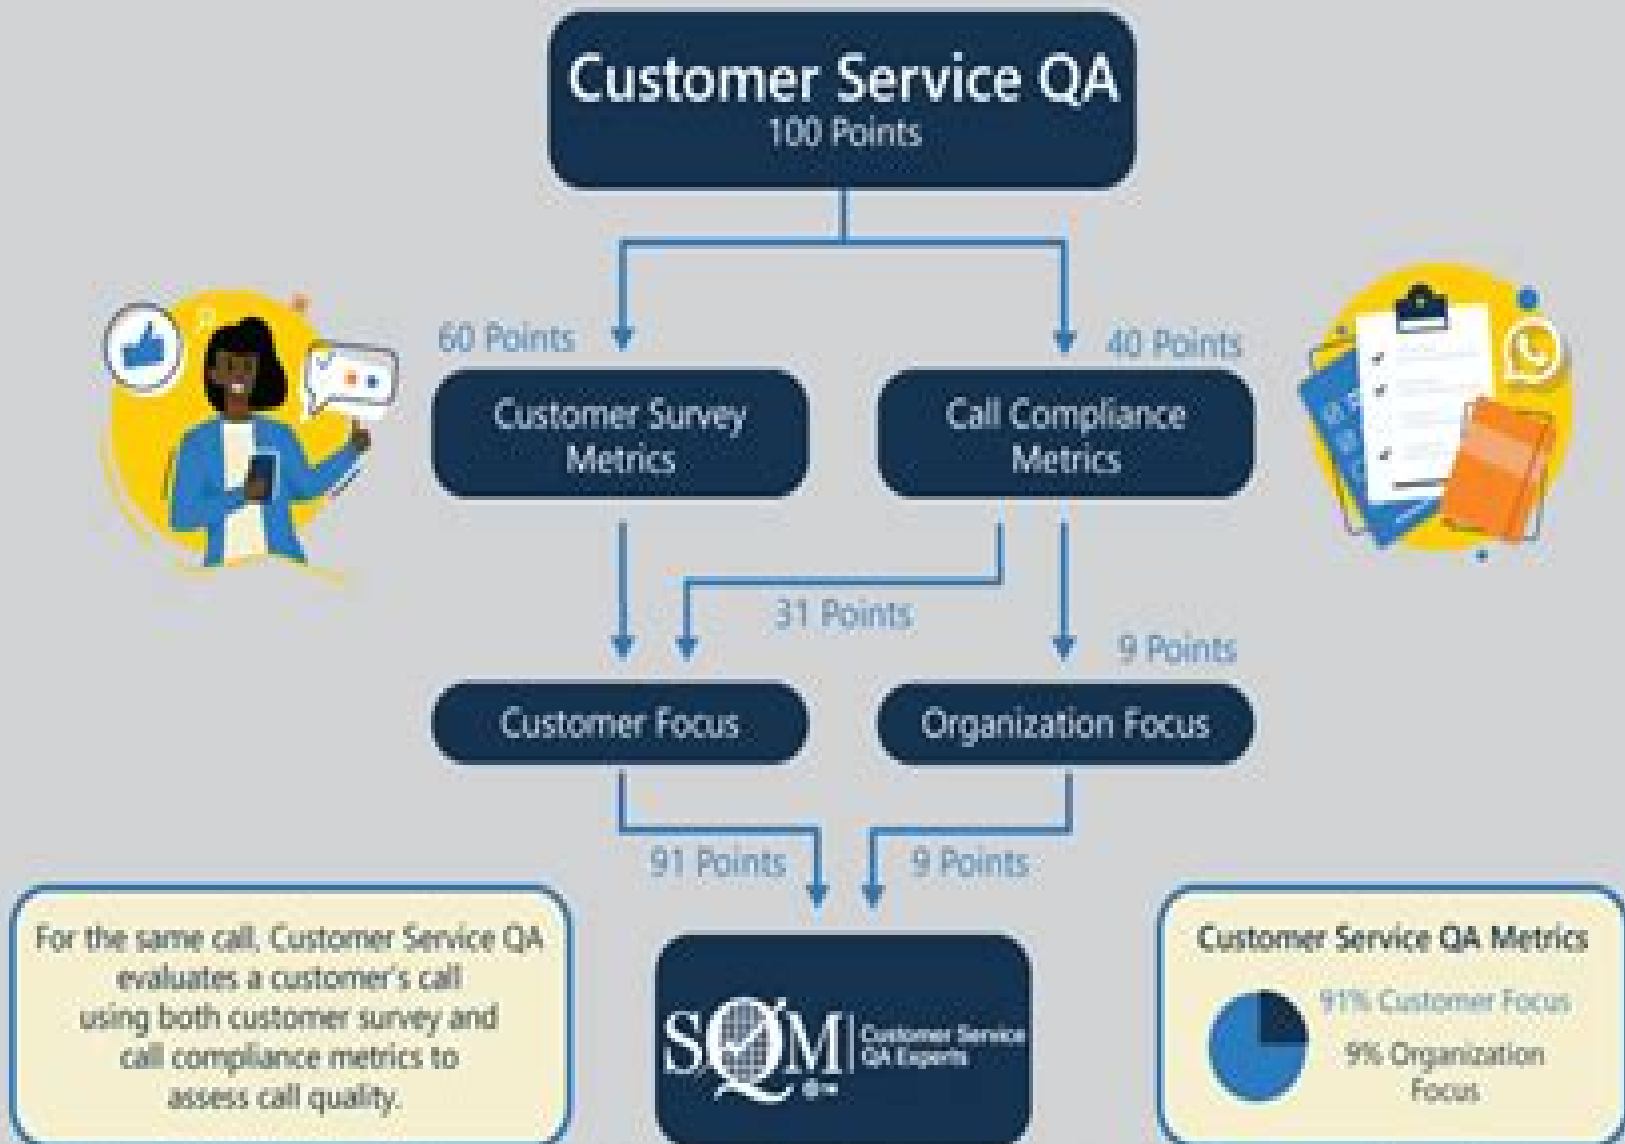 Customer Service QA
100 Points
60 Points
40 Points
Customer Survey
Metrics
Call Compliance
Metrics
31 Points
9 Points
Customer Focus
Organization Focus
91 Points
9 Points
For the same call, Customer Service QA
evaluates a customer's call
using both customer survey and
call compliance metrics to
assess call quality.
SQM
Customer Service
QA Experts
Customer Service QA Metrics
91% Customer Focus
9% Organization
Focus